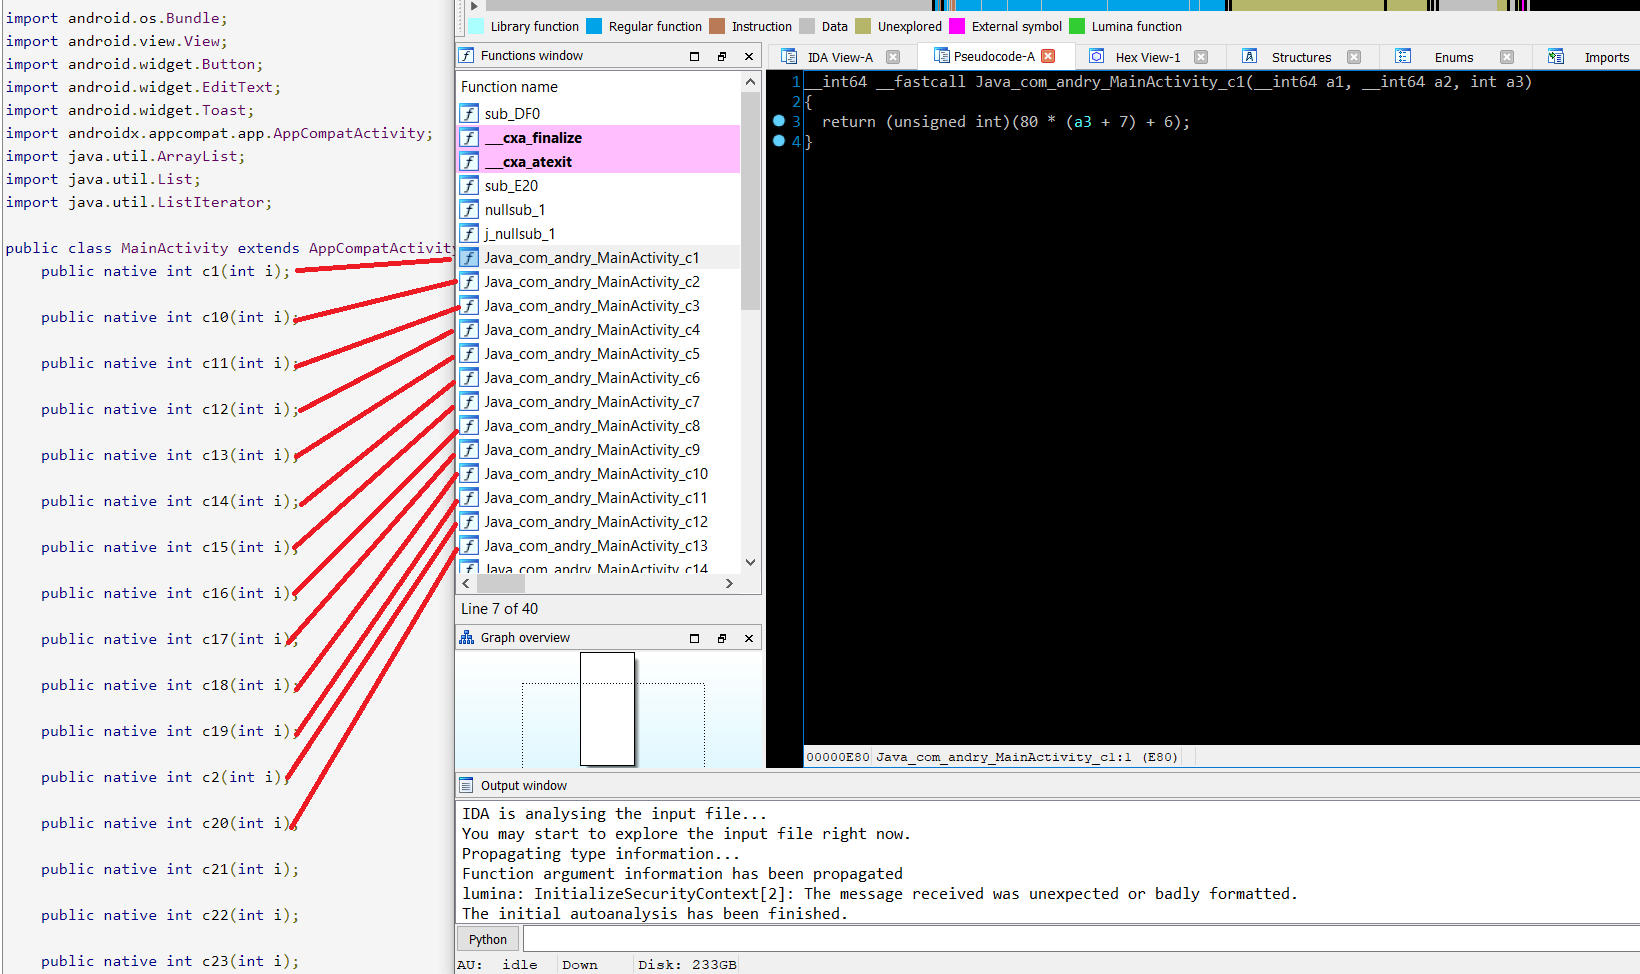 import android.os.Bundle;
import android.view.View;
import android.widget.Button;
import android.widget.EditText;
import android.widget.Toast;
import androidx.appcompat.app.AppCompatActivity;
import java.util.ArrayList;
import java.util.List;
import java.util.ListIterator;
public class MainActivity extends AppCompatActivity
public native int c1(int i);
public native int c10(int i);
public native int c11(int i);
public native int c12(int i);
public native int c13(int i);
public native int c14(int i);
public native int c15(int i);
public native int c16(int i);
public native int c17(int i);
public native int c18(int i);
public native int c19(int i);
public native int c2(int i);
public native int c20(int i);
public native int c21(int i);
public native int c22(int i);
public native int c23(int i);
Library function Regular function Instruction Data Unexplored External symbol Lumina function
Functions window
Function name
sub_DF0
__cxa_finalize
__cxa_atexit
sub_E20
nullsub_1
j_nullsub_1
Java_com_andry_MainActivity_c1
Java_com_andry_MainActivity_c2
Java_com_andry_MainActivity_c3
Java_com_andry_MainActivity_c4
Java_com_andry_MainActivity_c5
Java_com_andry_MainActivity_c6
Java_com_andry_MainActivity_c7
Java_com_andry_MainActivity_c8
Java_com_andry_MainActivity_c9
Java_com_andry_MainActivity_c10
Java_com_andry_MainActivity_c11
Java_com_andry_MainActivity_c12
Java_com_andry_MainActivity_c13
Java_com_andry_MainActivity_c14
Line 7 of 40
Graph overview
IDA View-A Pseudocode-A Hex View-1 Structures Enums Imports
1 __int64 __fastcall Java_com_andry_MainActivity_c1(__int64 a1, __int64 a2, int a3)
2 {
3 return (unsigned int)(80 * (a3 + 7) + 6);
4 }
00000E80 Java_com_andry_MainActivity_c1:1 (E80)
Output window
IDA is analysing the input file...
You may start to explore the input file right now.
Propagating type information...
Function argument information has been propagated
lumina: InitializeSecurityContext[2]: The message received was unexpected or badly formatted.
The initial autoanalysis has been finished.
Python
AU: idle Down Disk: 233GB